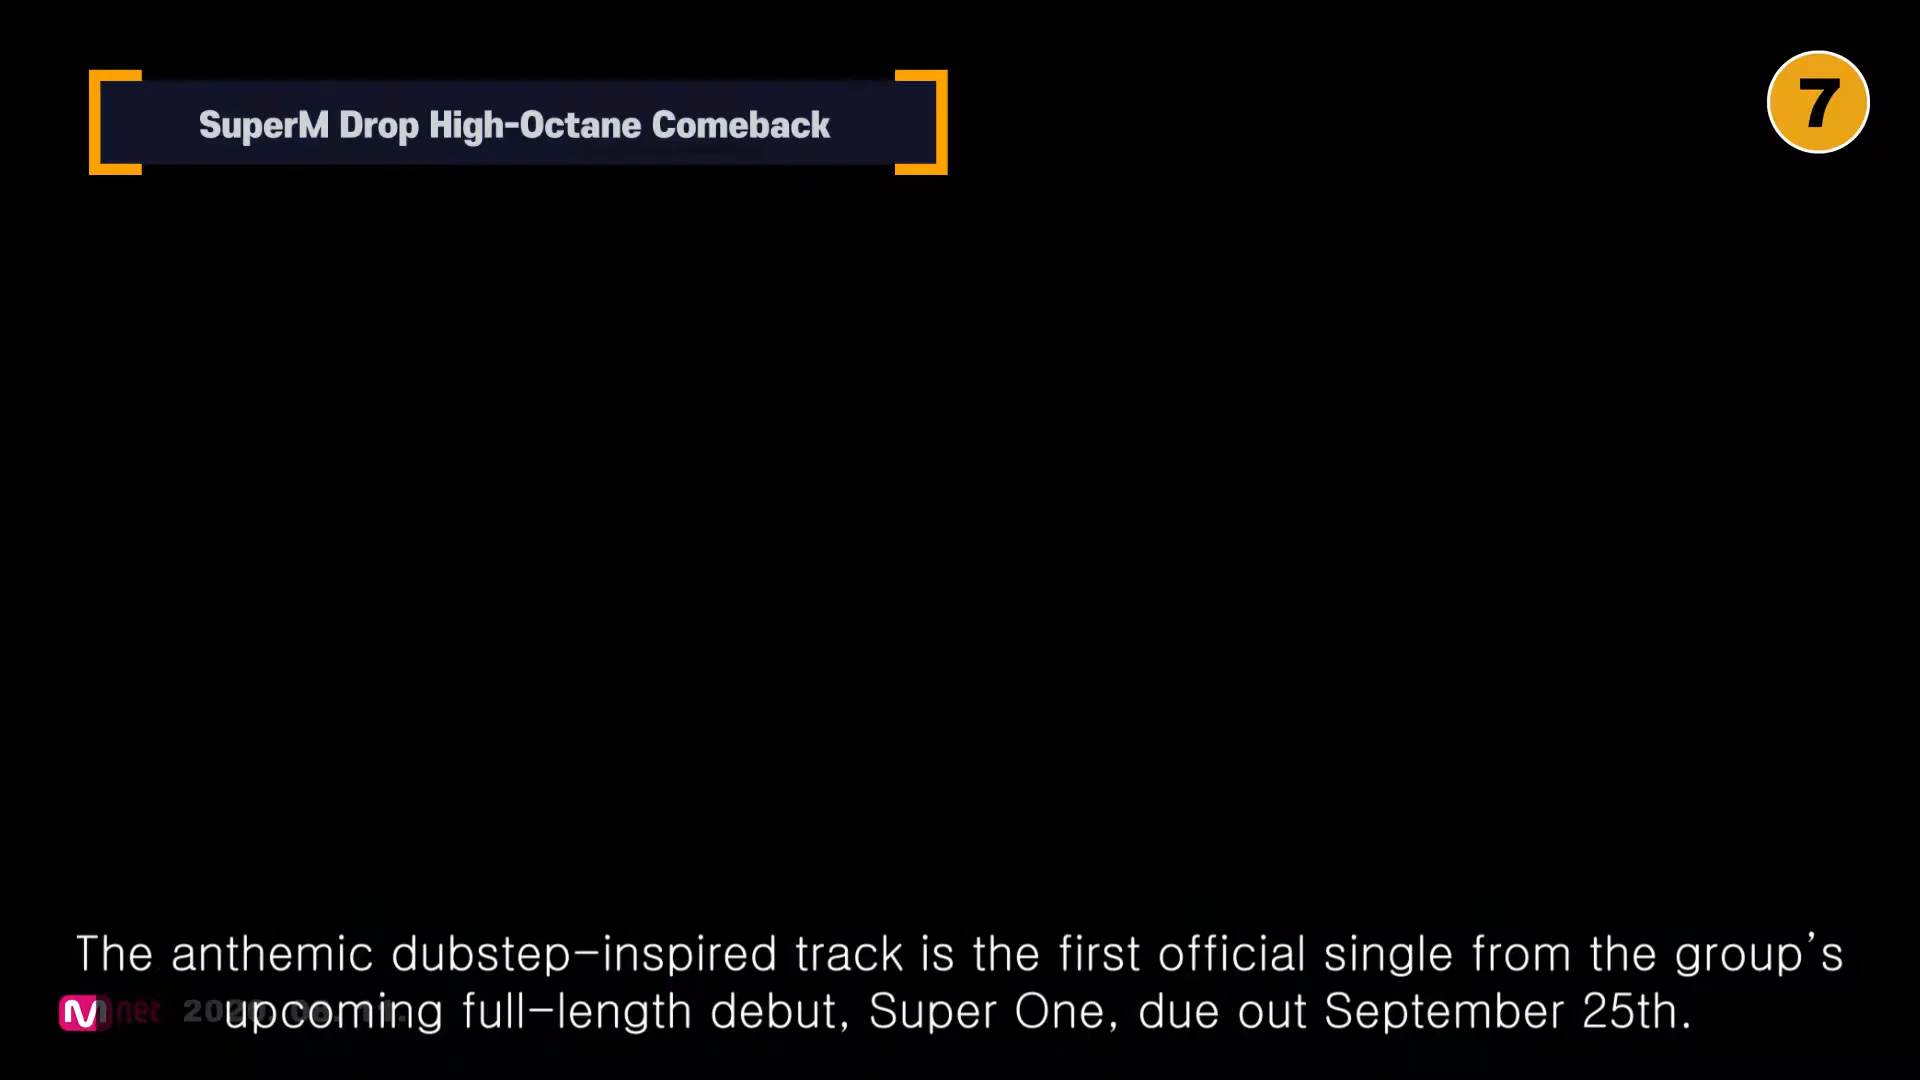 SuperM Drop High-Octane Comeback
7
The anthemic dubstep-inspired track is the first official single from the group’s
upcoming full-length debut, Super One, due out September 25th.
Mnet